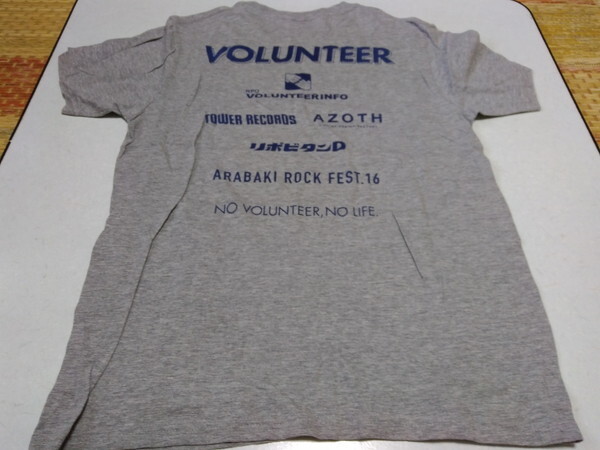 VOLUNTEER
NPO
VOLUNTEERINFO
TOWER RECORDS AZOTH
リポビタンD
ARABAKI ROCK FEST.16
NO VOLUNTEER, NO LIFE.